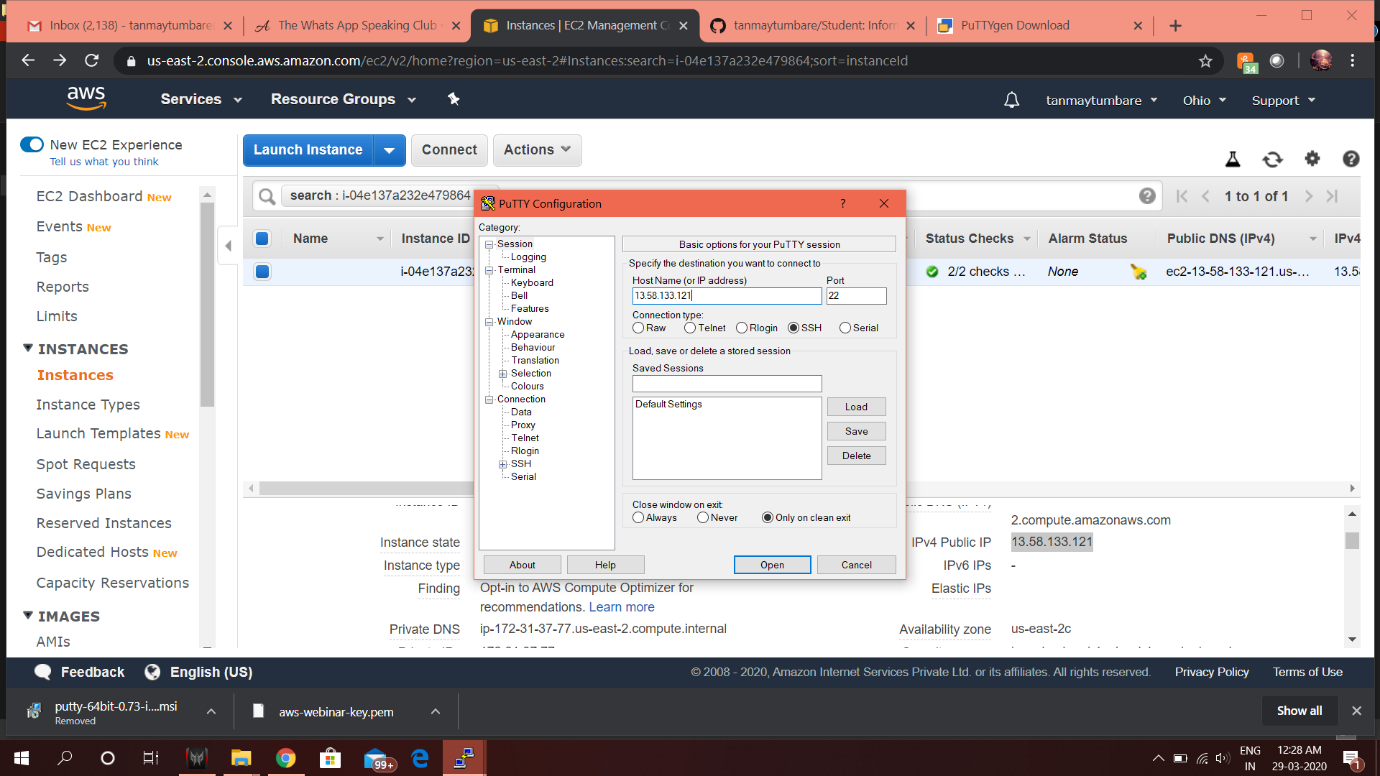 Inbox (2,138) - tanmaytumbare
The Whats App Speaking Club -
Instances | EC2 Management C
tanmaytumbare/Student: Inform
PuTTYgen Download
us-east-2.console.aws.amazon.com/ec2/v2/home?region=us-east-2#Instances:search=i-04e137a232e479864;sort=instanceId
34
aws
Services
Resource Groups
tanmaytumbare
Ohio
Support
New EC2 Experience
Tell us what you think
Launch Instance
Connect
Actions
EC2 Dashboard New
Events New
Tags
Reports
Limits
INSTANCES
Instances
Instance Types
Launch Templates New
Spot Requests
Savings Plans
Reserved Instances
Dedicated Hosts New
Capacity Reservations
IMAGES
AMIs
search : i-04e137a232e479864
1 to 1 of 1
Name
Instance ID
Status Checks
Alarm Status
Public DNS (IPv4)
IPv4
i-04e137a23
2/2 checks ...
None
ec2-13-58-133-121.us-...
13.5
PuTTY Configuration
Category:
Session
Logging
Terminal
Keyboard
Bell
Features
Window
Appearance
Behaviour
Translation
Selection
Colours
Connection
Data
Proxy
Telnet
Rlogin
SSH
Serial
Basic options for your PuTTY session
Specify the destination you want to connect to
Host Name (or IP address)
Port
13.58.133.121
22
Connection type:
Raw
Telnet
Rlogin
SSH
Serial
Load, save or delete a stored session
Saved Sessions
Default Settings
Load
Save
Delete
Close window on exit:
Always
Never
Only on clean exit
About
Help
Open
Cancel
2.compute.amazonaws.com
Instance state
IPv4 Public IP
13.58.133.121
Instance type
IPv6 IPs
-
Finding
Opt-in to AWS Compute Optimizer for
recommendations. Learn more
Elastic IPs
Private DNS
ip-172-31-37-77.us-east-2.compute.internal
Availability zone
us-east-2c
Feedback
English (US)
© 2008 - 2020, Amazon Internet Services Private Ltd. or its affiliates. All rights reserved.
Privacy Policy
Terms of Use
putty-64bit-0.73-i....msi
Removed
aws-webinar-key.pem
Show all
99+
ENG
IN
12:28 AM
29-03-2020
1